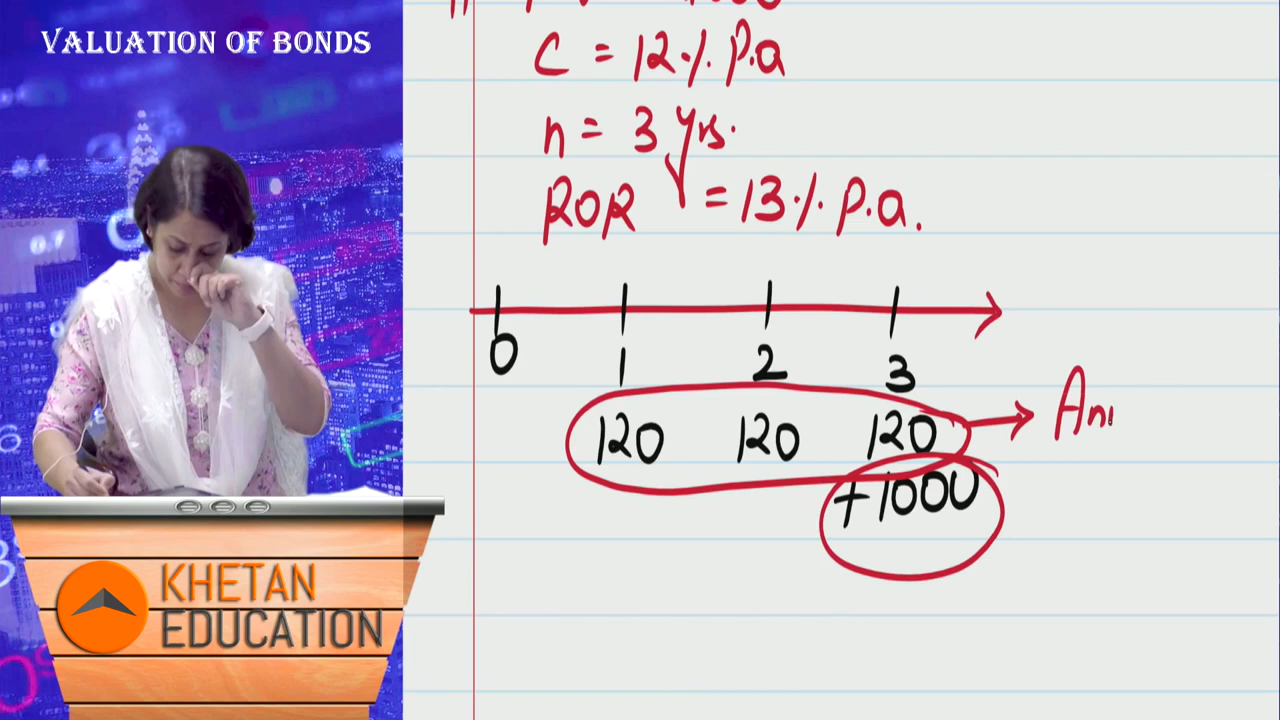 VALUATION OF BONDS
C = 12% P.a
n = 3 yrs.
ROR = 13% P.a.
0 1 2 3
120 120 120
+1000
KHETAN
EDUCATION